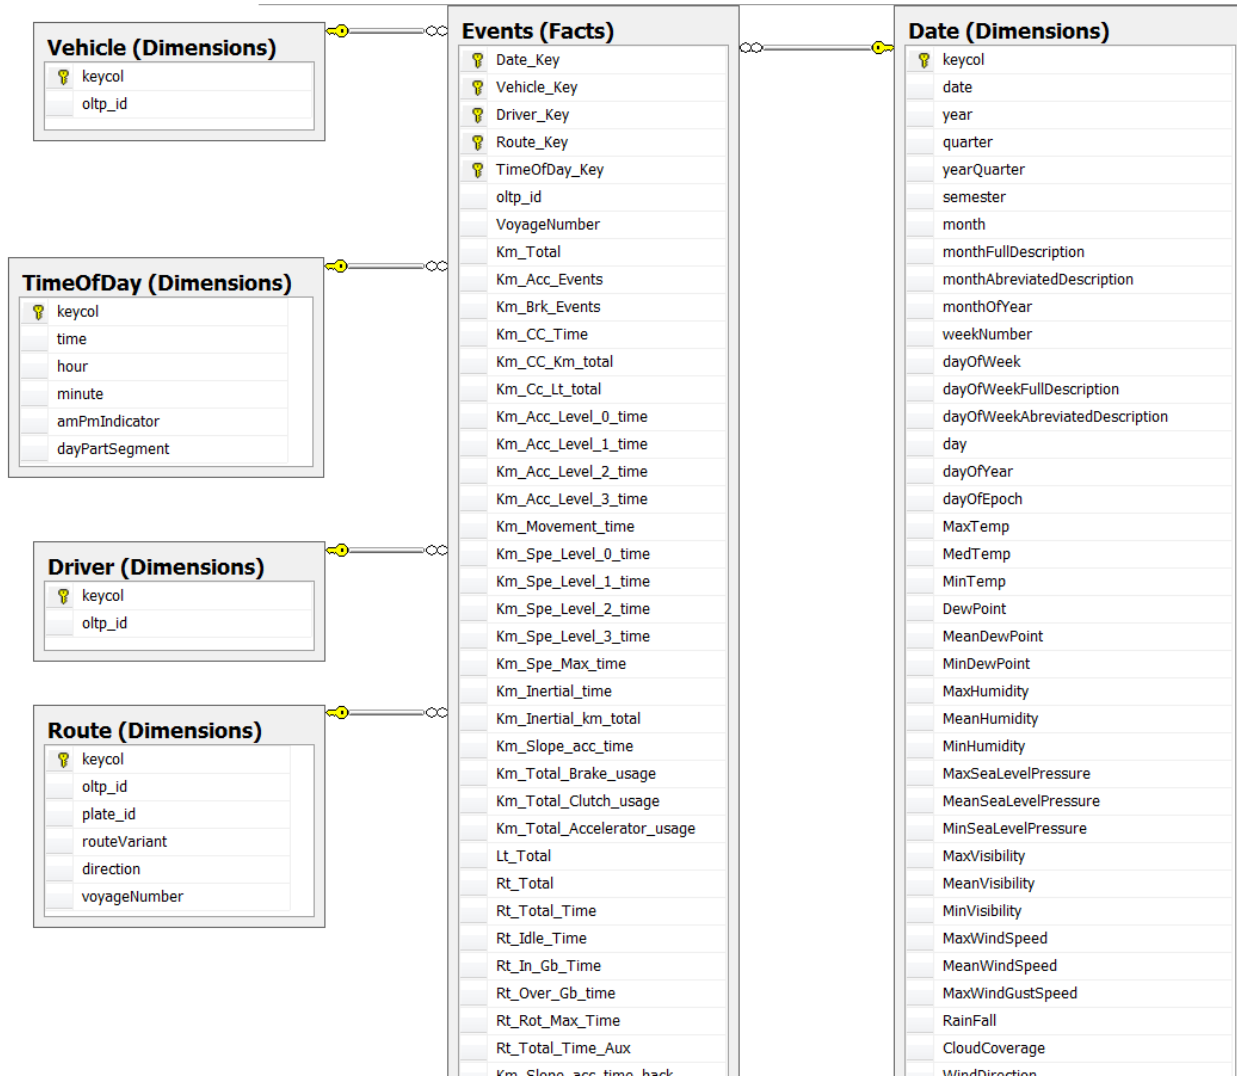 Vehicle (Dimensions)
keycol
oltp_id
TimeOfDay (Dimensions)
keycol
time
hour
minute
amPmIndicator
dayPartSegment
Driver (Dimensions)
keycol
oltp_id
Route (Dimensions)
keycol
oltp_id
plate_id
routeVariant
direction
voyageNumber
Events (Facts)
Date_Key
Vehicle_Key
Driver_Key
Route_Key
TimeOfDay_Key
oltp_id
VoyageNumber
Km_Total
Km_Acc_Events
Km_Brk_Events
Km_CC_Time
Km_CC_Km_total
Km_Cc_Lt_total
Km_Acc_Level_0_time
Km_Acc_Level_1_time
Km_Acc_Level_2_time
Km_Acc_Level_3_time
Km_Movement_time
Km_Spe_Level_0_time
Km_Spe_Level_1_time
Km_Spe_Level_2_time
Km_Spe_Level_3_time
Km_Spe_Max_time
Km_Inertial_time
Km_Inertial_km_total
Km_Slope_acc_time
Km_Total_Brake_usage
Km_Total_Clutch_usage
Km_Total_Accelerator_usage
Lt_Total
Rt_Total
Rt_Total_Time
Rt_Idle_Time
Rt_In_Gb_Time
Rt_Over_Gb_time
Rt_Rot_Max_Time
Rt_Total_Time_Aux
Km_Slope_acc_time_back
Date (Dimensions)
keycol
date
year
quarter
yearQuarter
semester
month
monthFullDescription
monthAbreviatedDescription
monthOfYear
weekNumber
dayOfWeek
dayOfWeekFullDescription
dayOfWeekAbreviatedDescription
day
dayOfYear
dayOfEpoch
MaxTemp
MedTemp
MinTemp
DewPoint
MeanDewPoint
MinDewPoint
MaxHumidity
MeanHumidity
MinHumidity
MaxSeaLevelPressure
MeanSeaLevelPressure
MinSeaLevelPressure
MaxVisibility
MeanVisibility
MinVisibility
MaxWindSpeed
MeanWindSpeed
MaxWindGustSpeed
RainFall
CloudCoverage
WindDirection